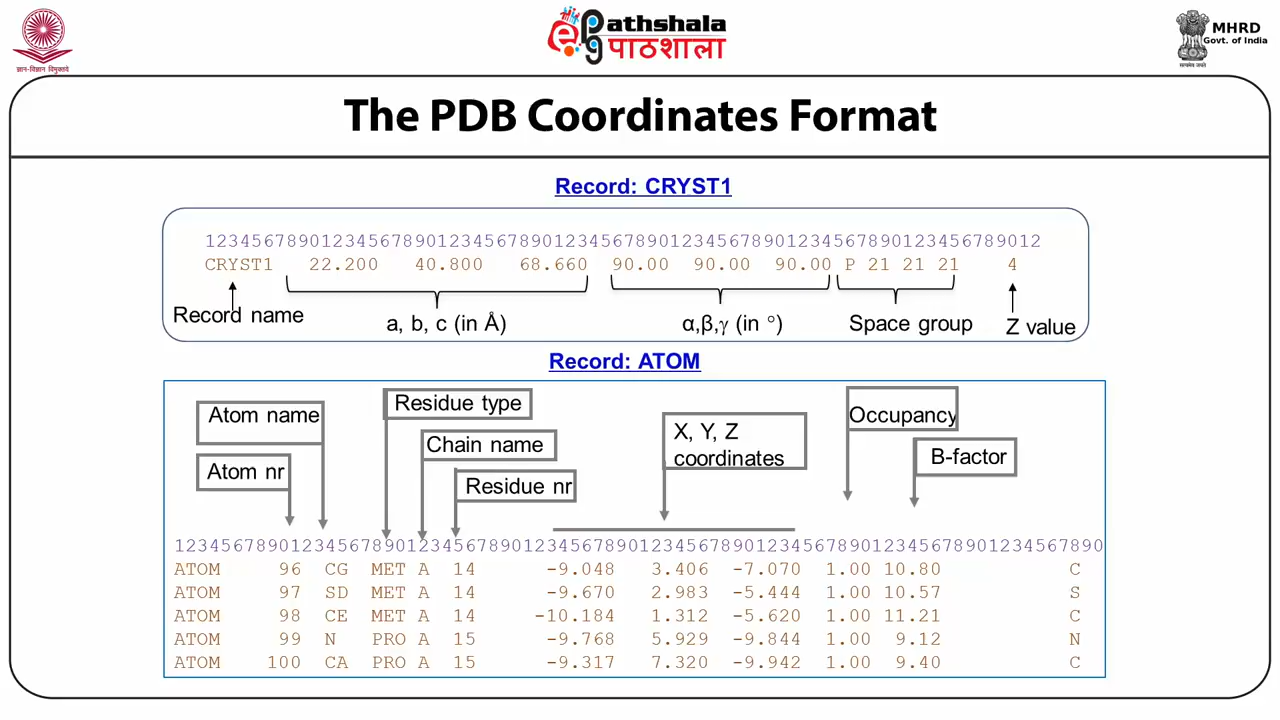 ज्ञान-विज्ञान विमुक्तये
ePathshala
पाठशाला
MHRD
Govt. of India
सत्यमेव जयते
The PDB Coordinates Format
Record: CRYST1
123456789012345678901234567890123456789012345678901234567890123456789012
CRYST1   22.200   40.800   68.660  90.00  90.00  90.00 P 21 21 21    4
Record name
a, b, c (in Å)
α,β,γ (in °)
Space group
Z value
Record: ATOM
Atom name
Residue type
Occupancy
Chain name
X, Y, Z
coordinates
B-factor
Atom nr
Residue nr
12345678901234567890123456789012345678901234567890123456789012345678901234567890
ATOM     96  CG  MET A  14      -9.048   3.406  -7.070  1.00 10.80           C
ATOM     97  SD  MET A  14      -9.670   2.983  -5.444  1.00 10.57           S
ATOM     98  CE  MET A  14     -10.184   1.312  -5.620  1.00 11.21           C
ATOM     99  N   PRO A  15      -9.768   5.929  -9.844  1.00  9.12           N
ATOM    100  CA  PRO A  15      -9.317   7.320  -9.942  1.00  9.40           C